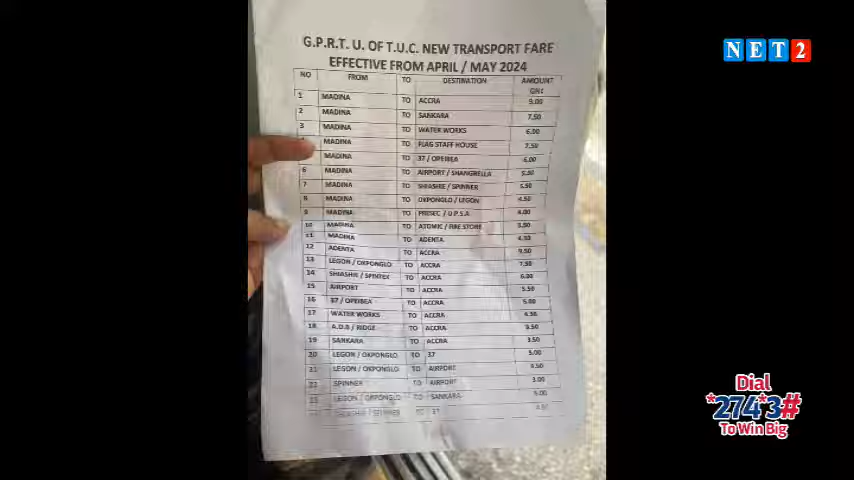 NET2
G.P.R.T. U. OF T.U.C. NEW TRANSPORT FARE
EFFECTIVE FROM APRIL / MAY 2024
NO FROM TO DESTINATION AMOUNT GH¢
1 MADINA TO ACCRA 9.00
2 MADINA TO SANKARA 7.50
3 MADINA TO WATER WORKS 6.00
MADINA TO FLAG STAFF HOUSE 7.50
MADINA TO 37 / OPEIBEA 6.00
6 MADINA TO AIRPORT / SHANGRELLA
7 MADINA TO SHIASHIE / SPINNER 5.50
8 MADINA TO OKPONGLO / LEGON 4.50
9 MADINA TO PRESEC / U.P.S.A 4.00
10 MADINA TO ATOMIC / FIRE STORE 3.50
11 MADINA TO ADENTA 4.50
12 ADENTA TO ACCRA 9.50
13 LEGON / OKPONGLO TO ACCRA 7.50
14 SHIASHIE / SPINTEX TO ACCRA 6.00
15 AIRPORT TO ACCRA 5.50
16 37 / OPEIBEA TO ACCRA 5.00
17 WATER WORKS TO ACCRA 4.50
18 A.D.B / RIDGE TO ACCRA 3.50
19 SANKARA TO ACCRA 3.50
20 LEGON / OKPONGLO TO 37 5.00
21 LEGON / OKPONGLO TO AIRPORT 4.50
22 SPINNER TO AIRPORT 3.00
23 LEGON / OKPONGLO TO SANKARA 5.00
SHIASHIE / SPINNER TO 37
Dial
*274*3#
To Win Big